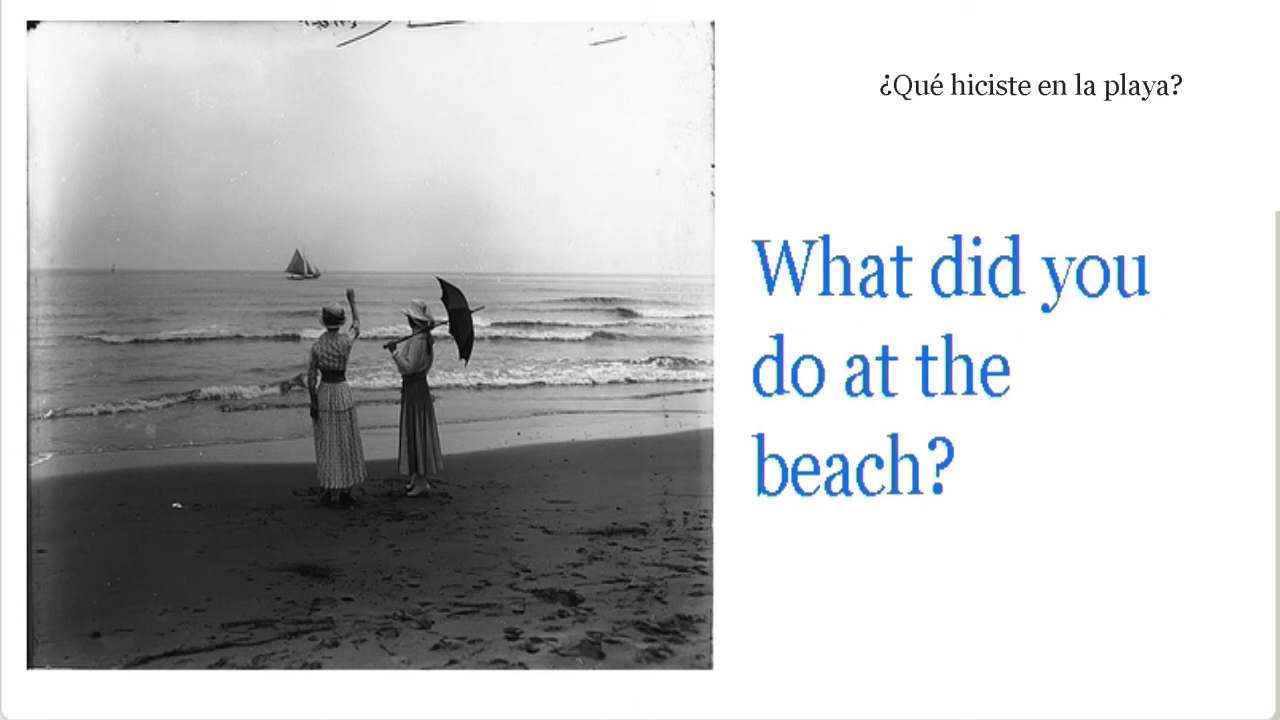 ¿Qué hiciste en la playa?
What did you
do at the
beach?